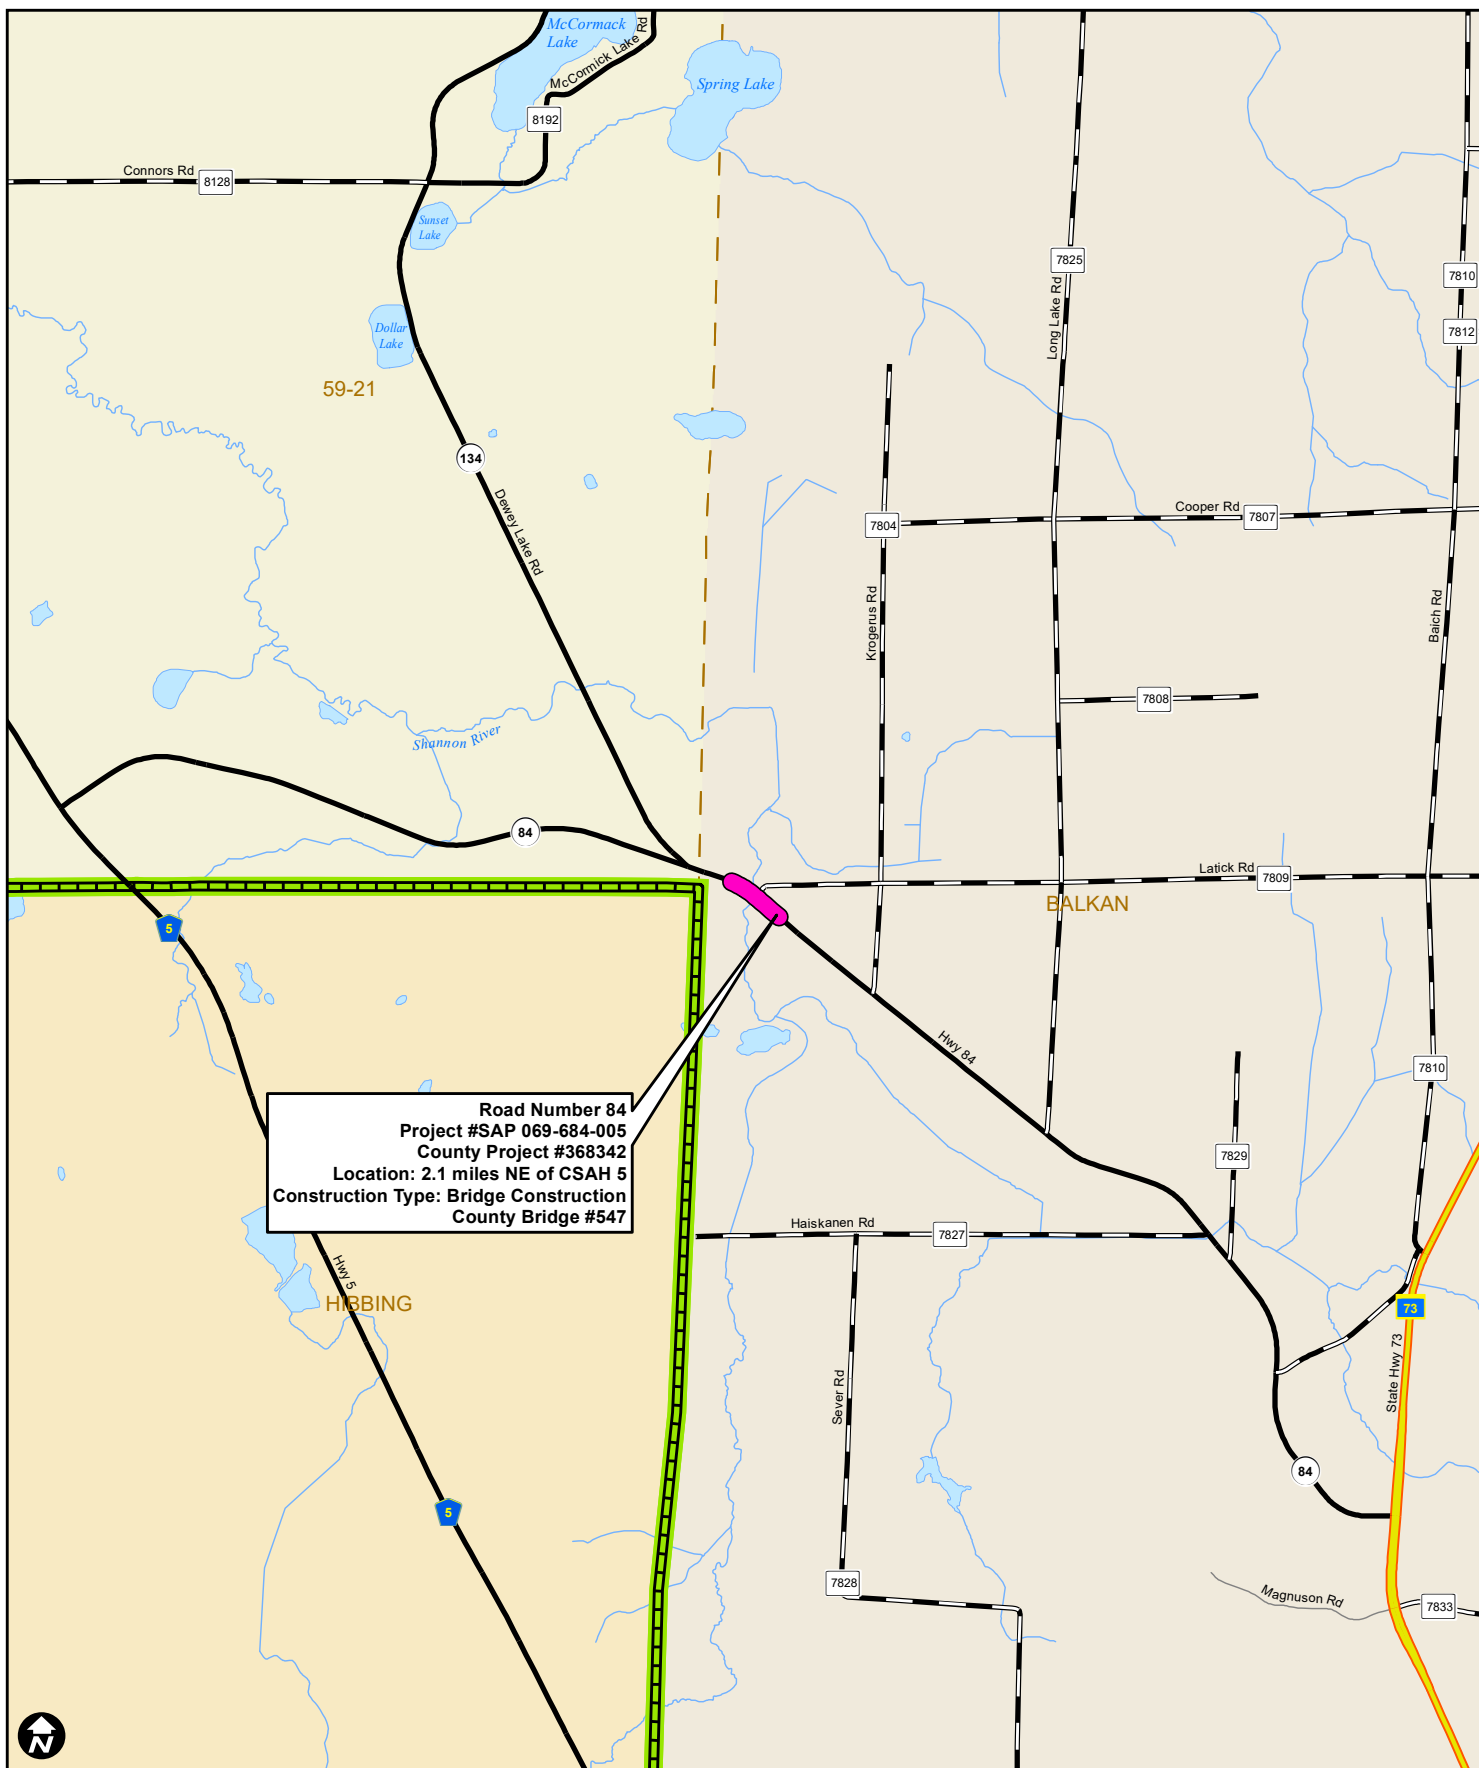 McCormack
Lake
McCormick Lake Rd
Spring Lake
8192
Connors Rd
8128
Sunset
Lake
7825
7810
Long Lake Rd
Dollar
Lake
7812
59-21
134
Dewey Lake Rd
Cooper Rd
7807
7804
Krogerus Rd
Baich Rd
7808
Shannon River
84
Latick Rd
7809
BALKAN
5
Hwy 84
7810
Road Number 84
Project #SAP 069-684-005
County Project #368342
Location: 2.1 miles NE of CSAH 5
Construction Type: Bridge Construction
County Bridge #547
7829
Haiskanen Rd
7827
Hwy 5
HIBBING
73
State Hwy 73
Sever Rd
84
5
7828
Magnuson Rd
7833
N